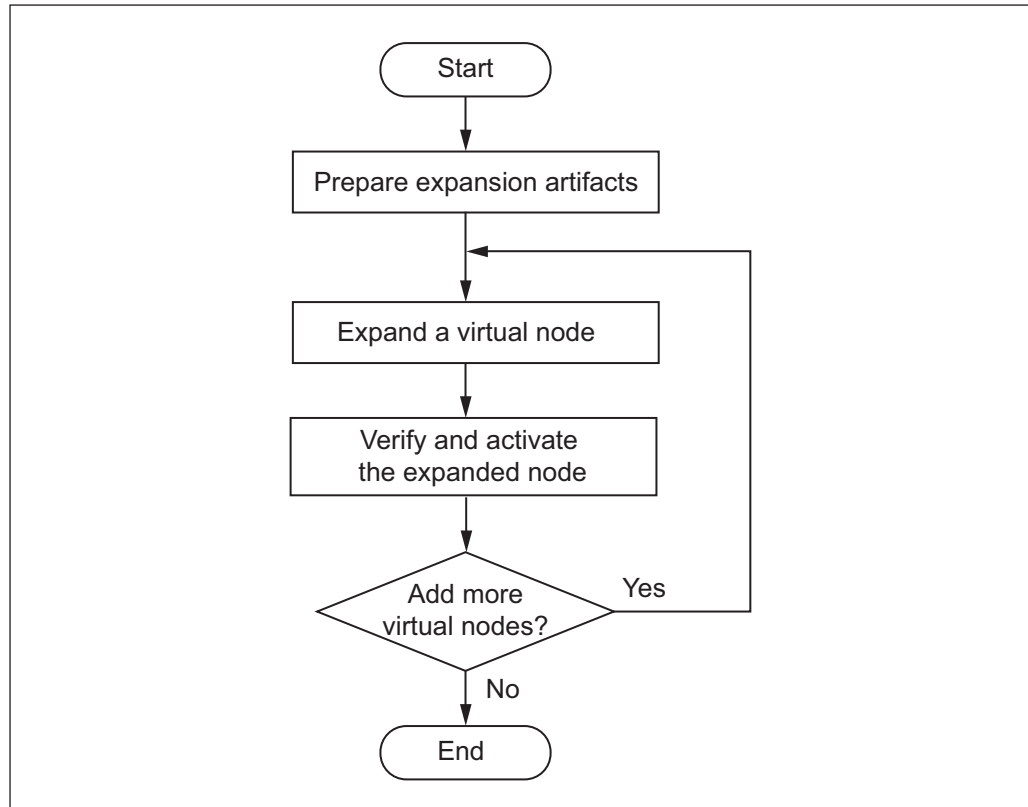 Start
Prepare expansion artifacts
Expand a virtual node
Verify and activate
the expanded node
Add more
virtual nodes?
Yes
No
End